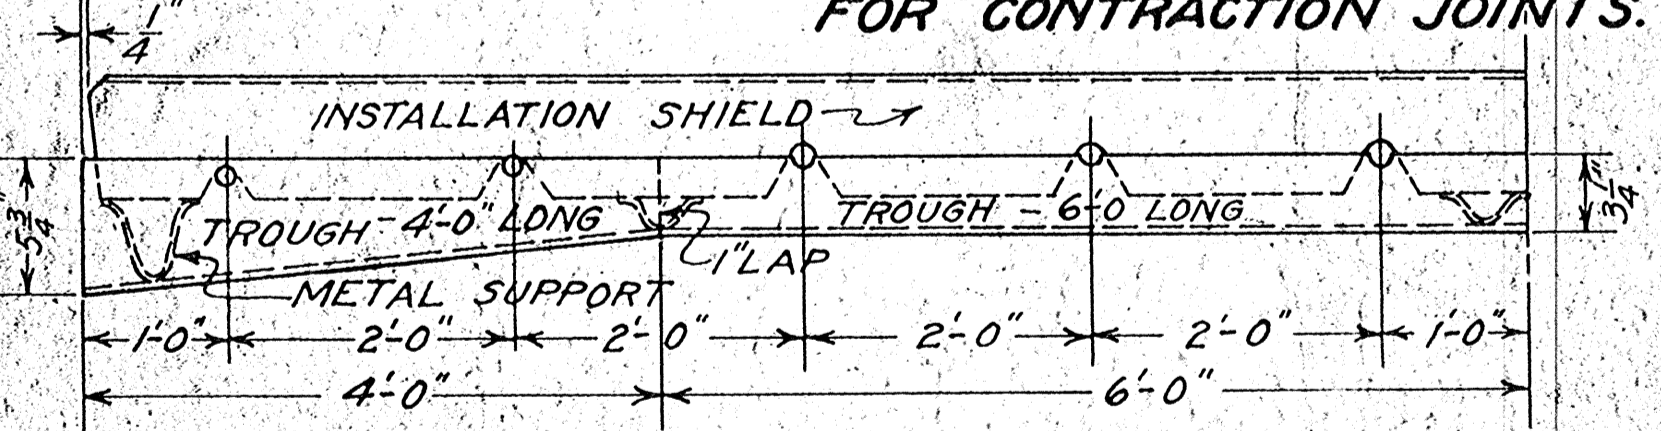 FOR CONTRACTION JOINTS.
1/4"
INSTALLATION SHIELD
5 3/4"
TROUGH - 4'-0" LONG
TROUGH - 6'-0 LONG
3 1/4"
1" LAP
METAL SUPPORT
1'-0" 2'-0" 2'-0" 2'-0" 2'-0" 1'-0"
4'-0" 6'-0"